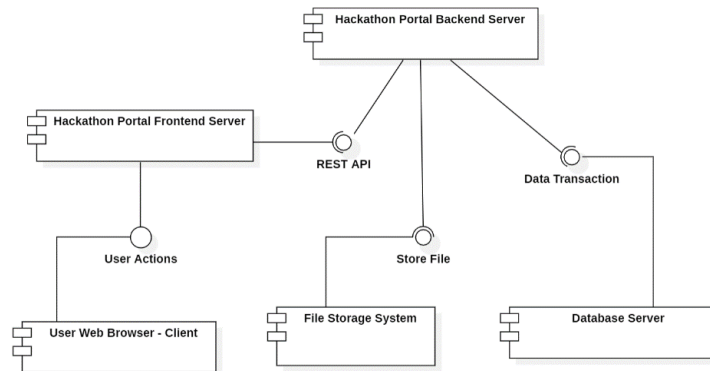 Hackathon Portal Backend Server
Hackathon Portal Frontend Server
REST API
Data Transaction
User Actions
Store File
User Web Browser - Client
File Storage System
Database Server